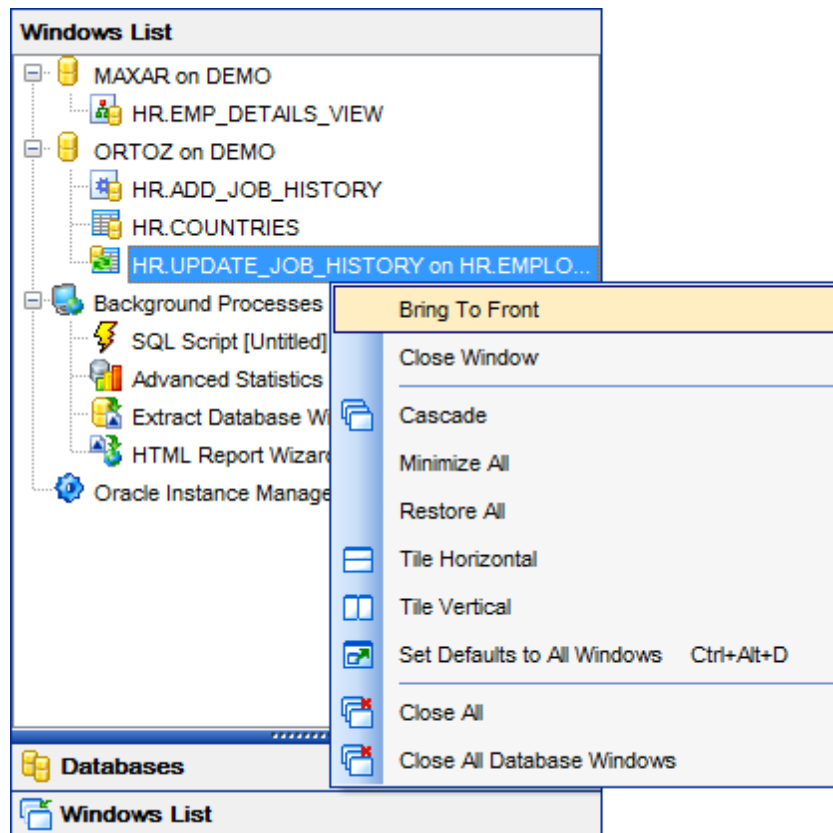 Windows List
MAXAR on DEMO
HR.EMP_DETAILS_VIEW
ORTOZ on DEMO
HR.ADD_JOB_HISTORY
HR.COUNTRIES
HR.UPDATE_JOB_HISTORY on HR.EMPLO...
Background Processes
SQL Script [Untitled]
Advanced Statistics
Extract Database Wi
HTML Report Wizard
Oracle Instance Manage
Bring To Front
Close Window
Cascade
Minimize All
Restore All
Tile Horizontal
Tile Vertical
Set Defaults to All Windows Ctrl+Alt+D
Close All
Close All Database Windows
Databases
Windows List